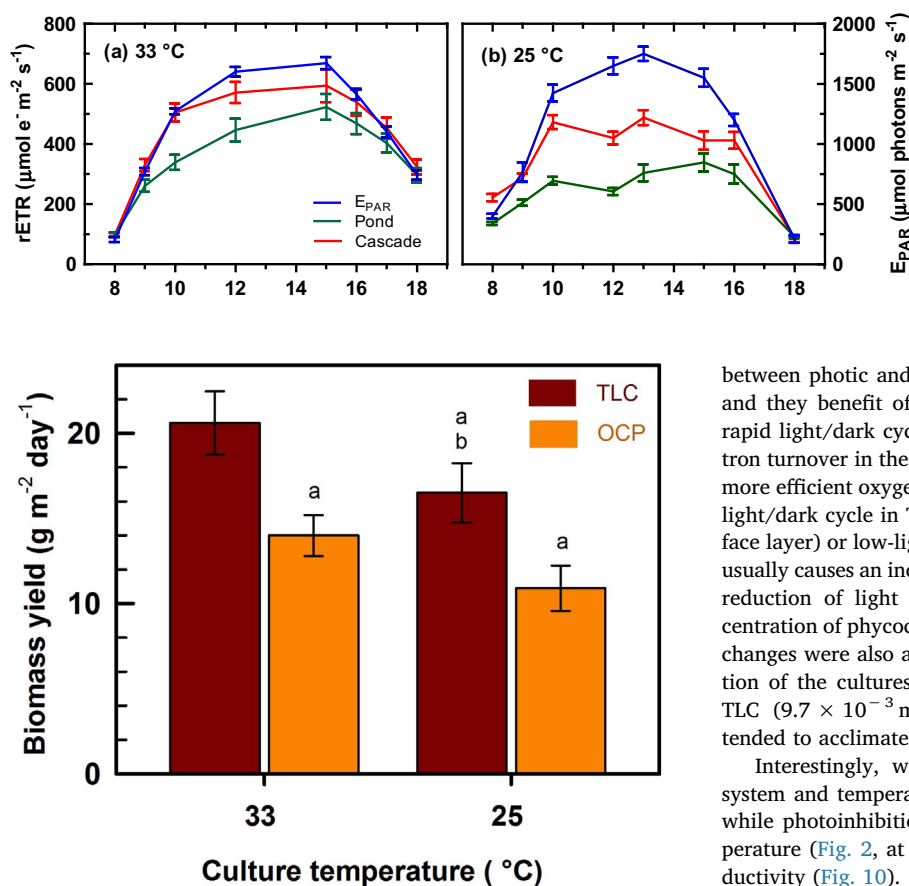 800
600
400
200
0
rETR (μmol e⁻ m⁻² s⁻¹)
(a) 33 °C
E_PAR
Pond
Cascade
8 10 12 14 16 18
(b) 25 °C
8 10 12 14 16 18
2000
1500
1000
500
0
E_PAR (μmol photons m⁻² s⁻¹)
20
10
0
Biomass yield (g m⁻² day⁻¹)
TLC
OCP
a
a
b
a
33 25
Culture temperature ( °C)
between photic and
and they benefit of
rapid light/dark cyc
tron turnover in the
more efficient oxyge
light/dark cycle in T
face layer) or low-lig
usually causes an inc
reduction of light
centration of phycoc
changes were also a
tion of the cultures
TLC (9.7 × 10⁻³ m
tended to acclimate
Interestingly, w
system and tempera
while photoinhibitio
perature (Fig. 2, at
ductivity (Fig. 10).